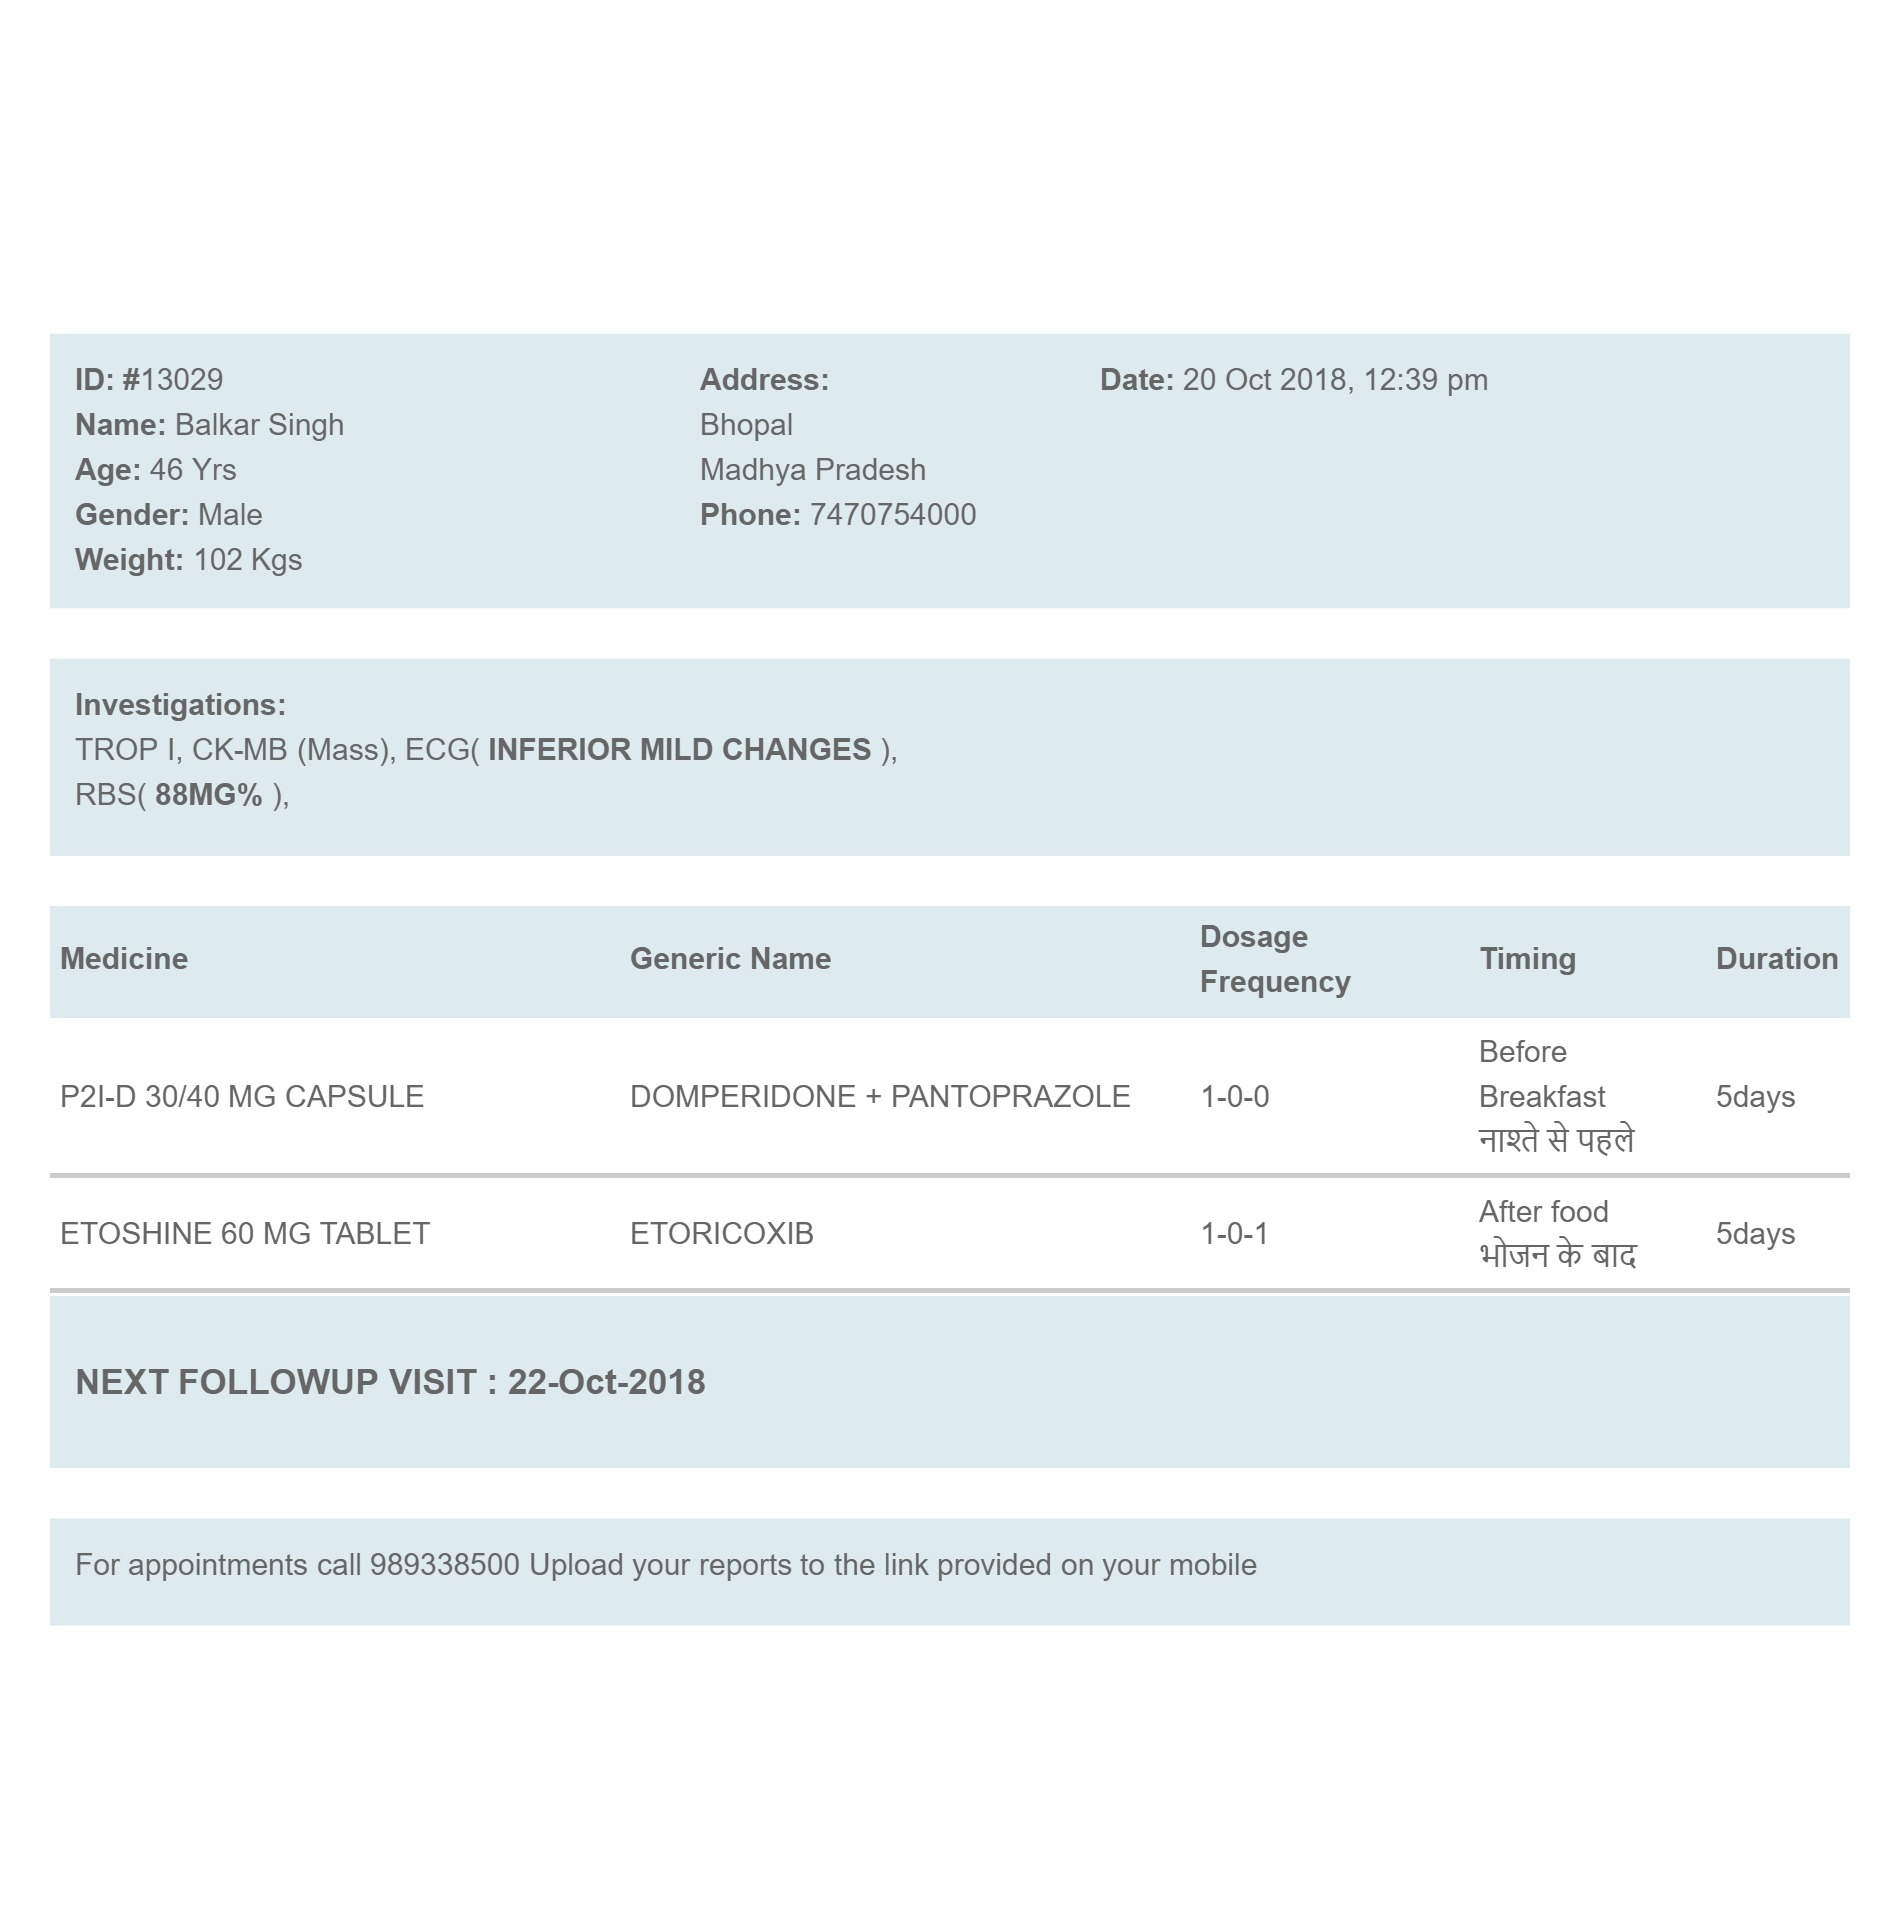 ID: #13029
Name: Balkar Singh
Age: 46 Yrs
Gender: Male
Weight: 102 Kgs
Address:
Bhopal
Madhya Pradesh
Phone: 7470754000
Date: 20 Oct 2018, 12:39 pm
Investigations:
TROP I, CK-MB (Mass), ECG( INFERIOR MILD CHANGES ),
RBS( 88MG% ),
Medicine Generic Name Dosage Frequency Timing Duration
P2I-D 30/40 MG CAPSULE DOMPERIDONE + PANTOPRAZOLE 1-0-0 Before Breakfast नाश्ते से पहले 5days
ETOSHINE 60 MG TABLET ETORICOXIB 1-0-1 After food भोजन के बाद 5days
NEXT FOLLOWUP VISIT : 22-Oct-2018
For appointments call 989338500 Upload your reports to the link provided on your mobile